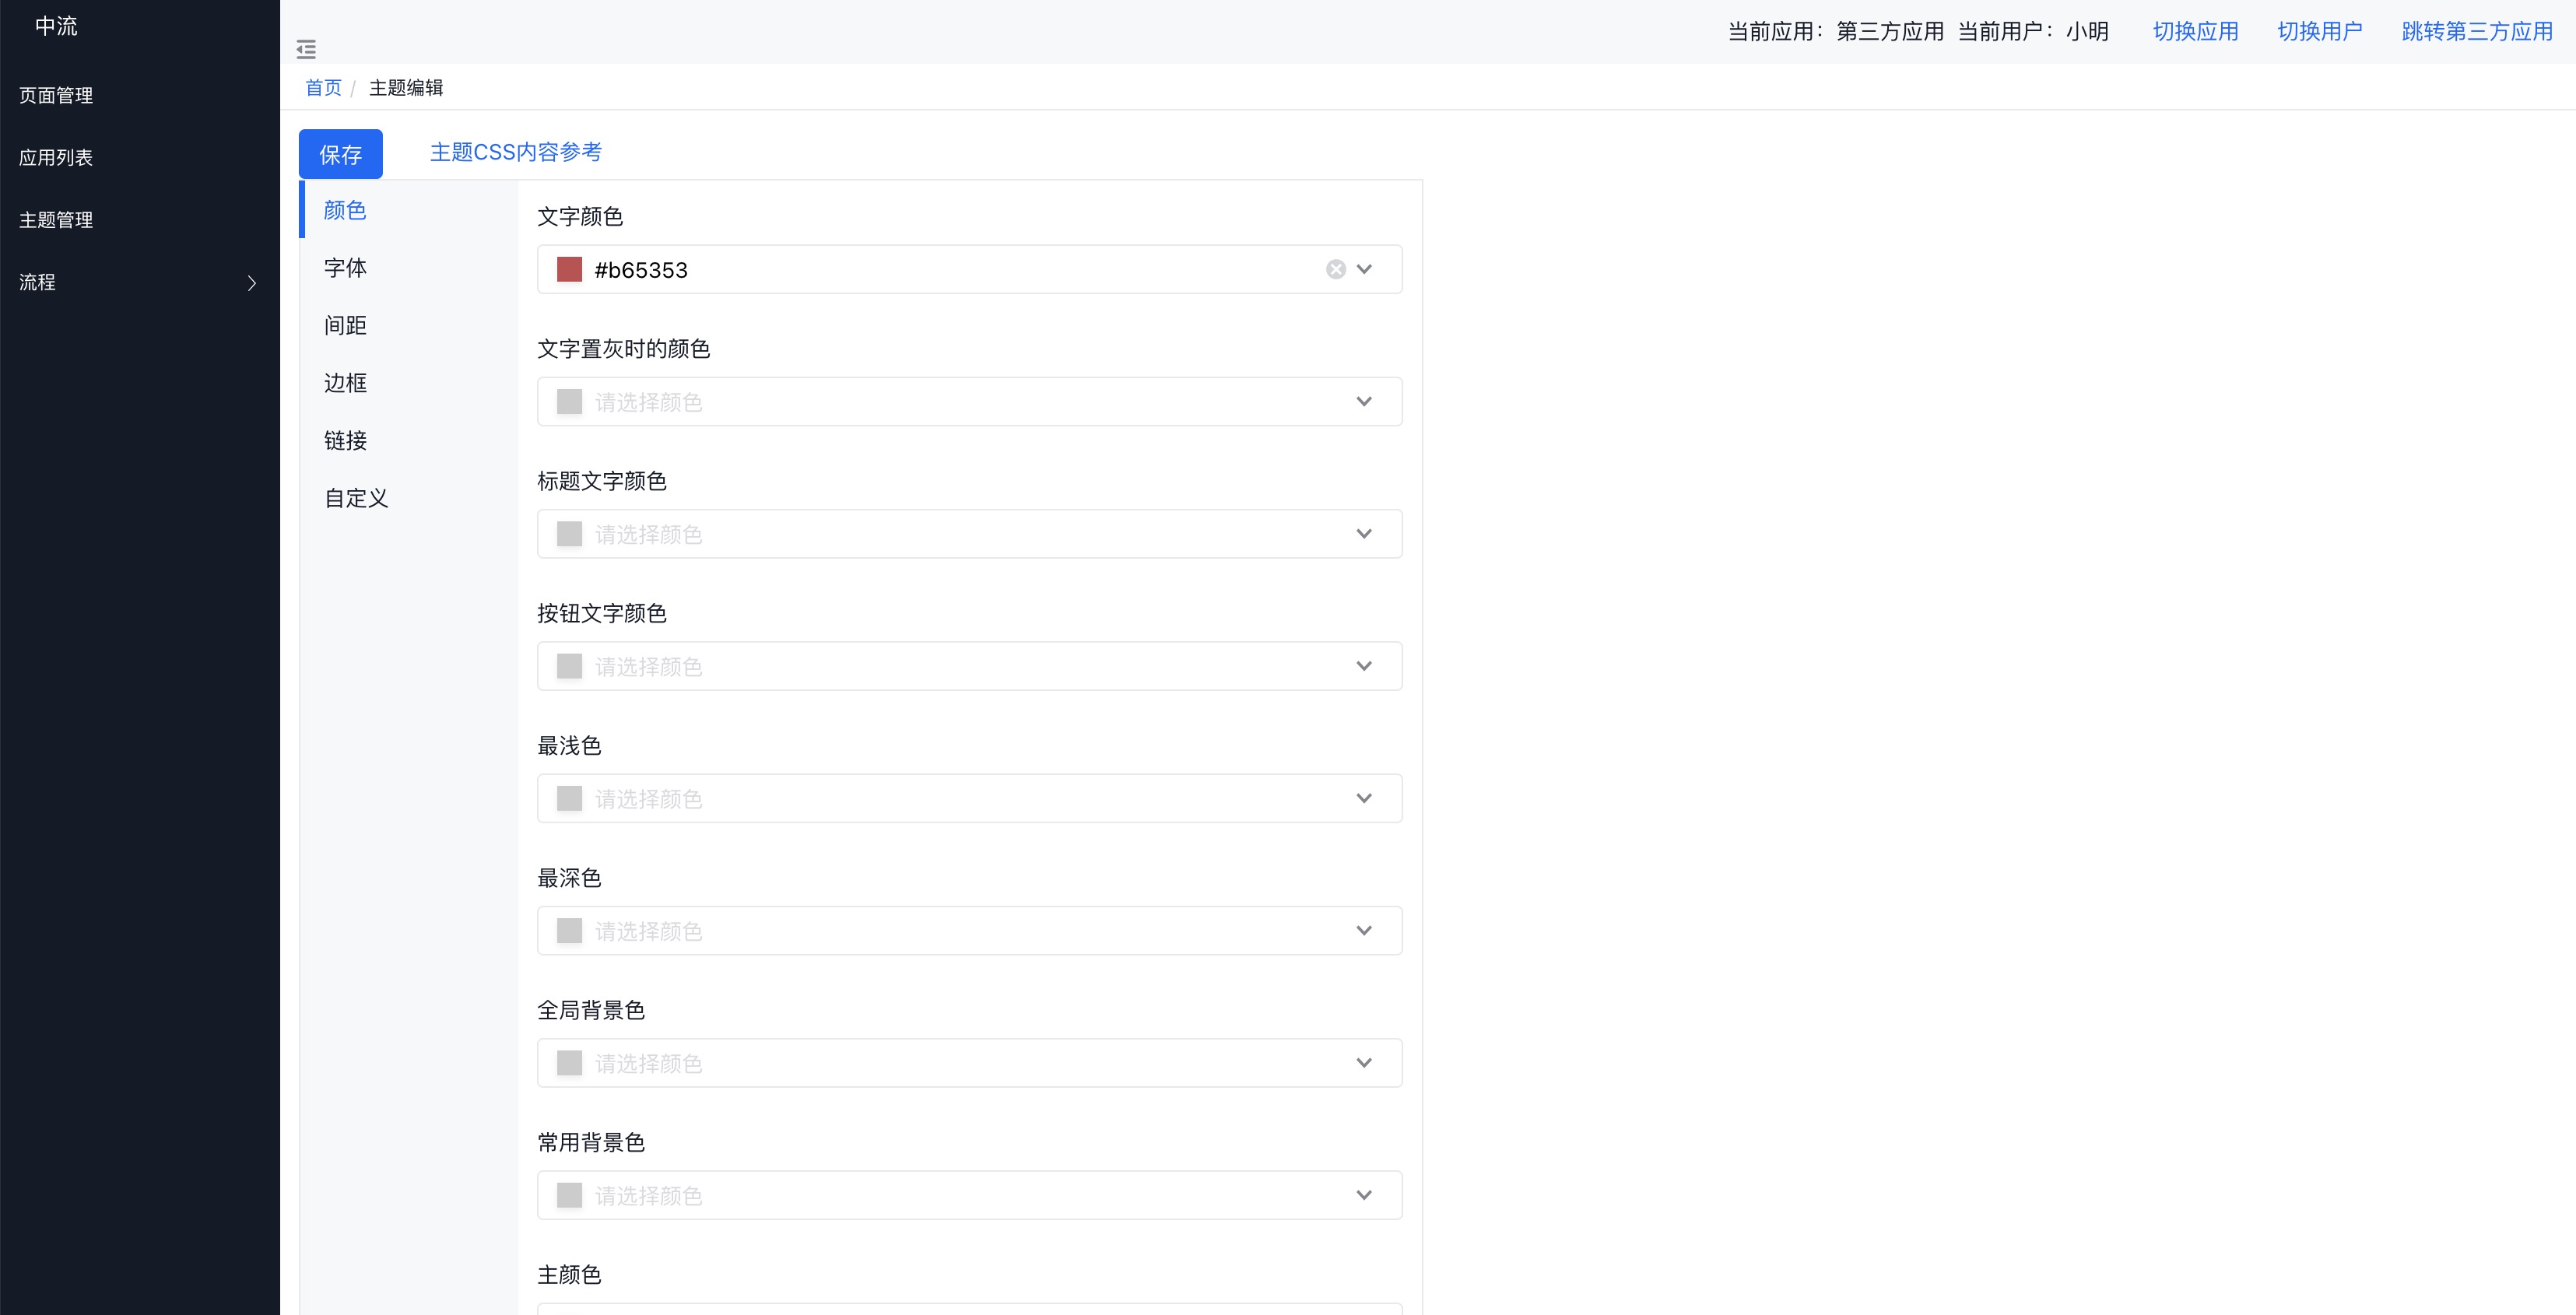 中流
页面管理
应用列表
主题管理
流程
当前应用：第三方应用 当前用户：小明 切换应用 切换用户 跳转第三方应用
首页 / 主题编辑
保存 主题CSS内容参考
颜色
字体
间距
边框
链接
自定义
文字颜色
#b65353
文字置灰时的颜色
请选择颜色
标题文字颜色
请选择颜色
按钮文字颜色
请选择颜色
最浅色
请选择颜色
最深色
请选择颜色
全局背景色
请选择颜色
常用背景色
请选择颜色
主颜色